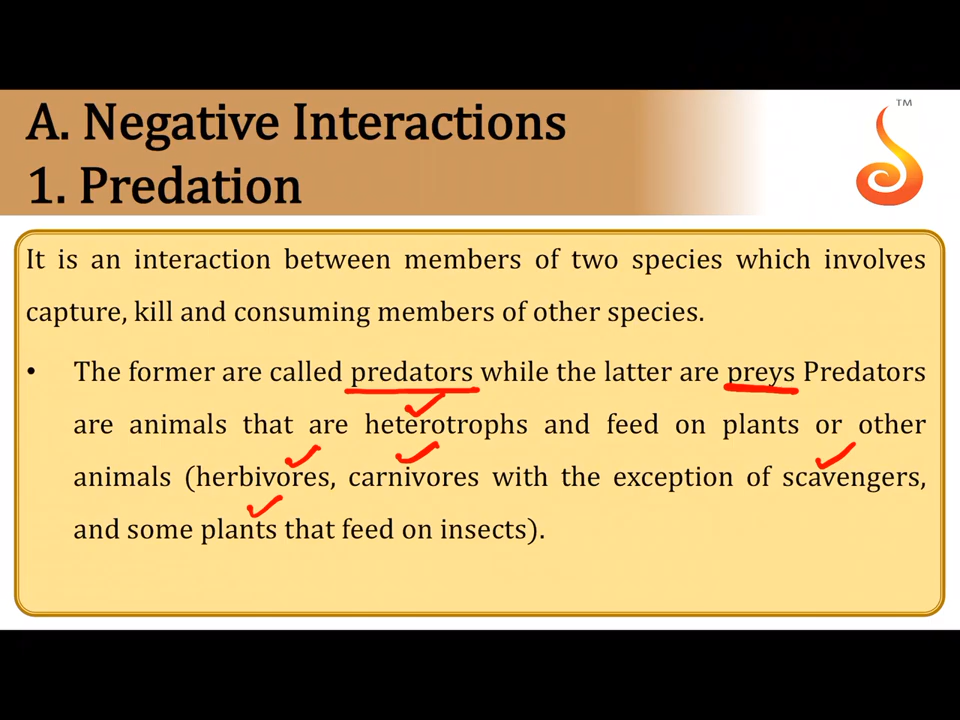 TM
A. Negative Interactions
1. Predation
It is an interaction between members of two species which involves
capture, kill and consuming members of other species.
• The former are called predators while the latter are preys Predators
are animals that are heterotrophs and feed on plants or other
animals (herbivores, carnivores with the exception of scavengers,
and some plants that feed on insects).